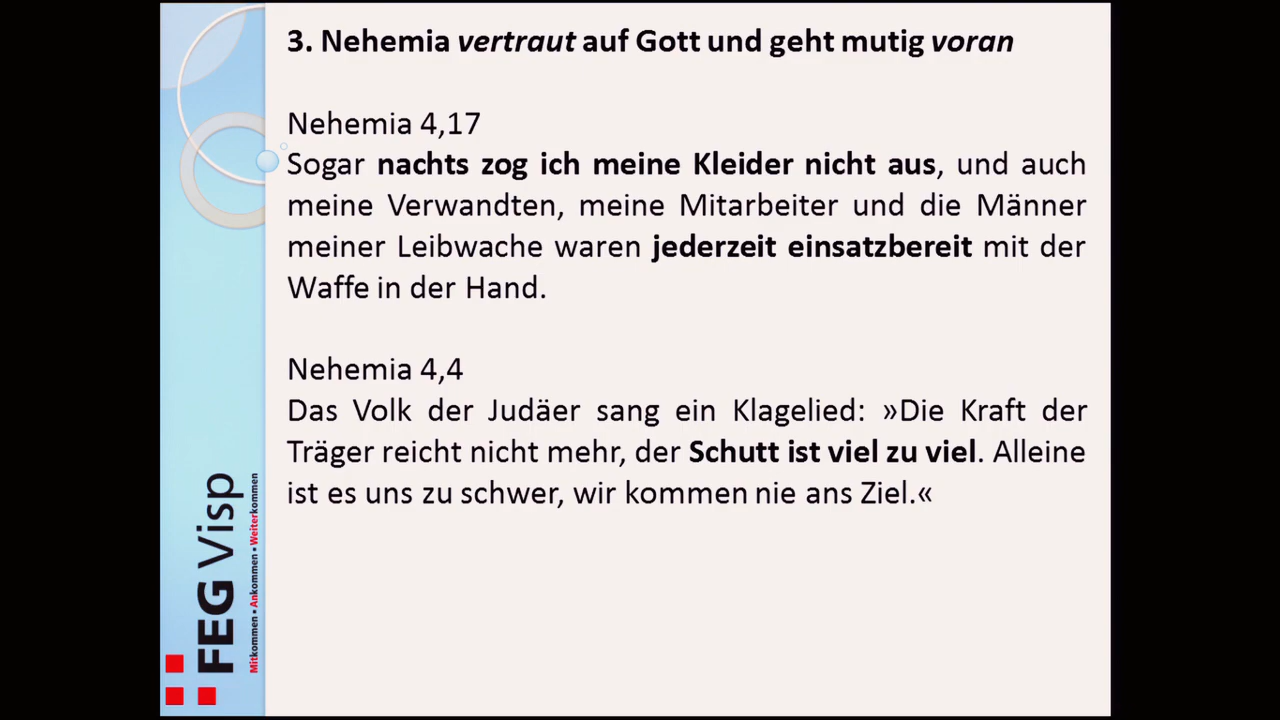 3. Nehemia vertraut auf Gott und geht mutig voran
Nehemia 4,17
Sogar nachts zog ich meine Kleider nicht aus, und auch
meine Verwandten, meine Mitarbeiter und die Männer
meiner Leibwache waren jederzeit einsatzbereit mit der
Waffe in der Hand.
Nehemia 4,4
Das Volk der Judäer sang ein Klagelied: »Die Kraft der
Träger reicht nicht mehr, der Schutt ist viel zu viel. Alleine
ist es uns zu schwer, wir kommen nie ans Ziel.«
FEG Visp
Mitkommen • Ankommen • Weiterkommen